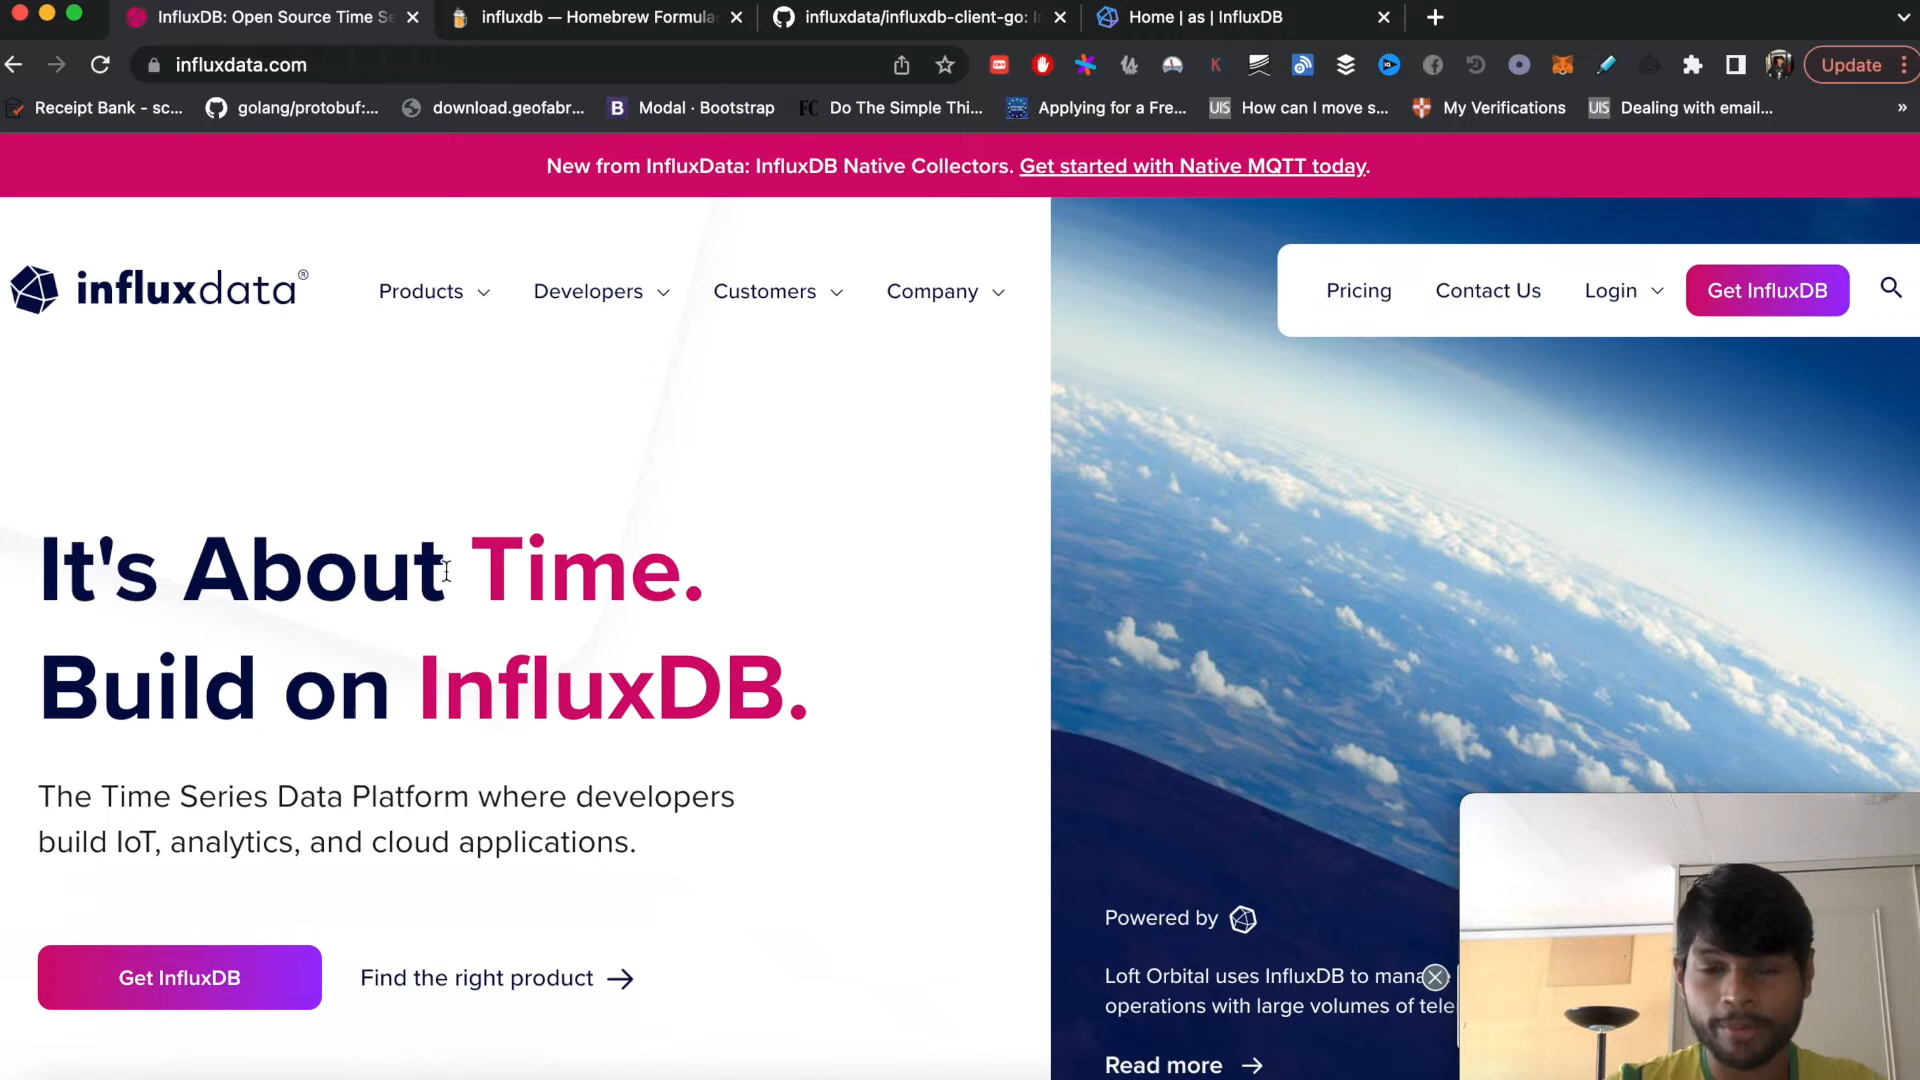 InfluxDB: Open Source Time Se
influxdb — Homebrew Formula
influxdata/influxdb-client-go: I
Home | as | InfluxDB
influxdata.com
Update
Receipt Bank - sc...
golang/protobuf:...
download.geofabr...
B Modal · Bootstrap
FC Do The Simple Thi...
Applying for a Fre...
UIS How can I move s...
My Verifications
UIS Dealing with email...
New from InfluxData: InfluxDB Native Collectors. Get started with Native MQTT today.
influxdata®
Products
Developers
Customers
Company
Pricing
Contact Us
Login
Get InfluxDB
It's About Time.
Build on InfluxDB.
The Time Series Data Platform where developers
build IoT, analytics, and cloud applications.
Get InfluxDB
Find the right product
Powered by
Loft Orbital uses InfluxDB to mana
operations with large volumes of tele
Read more